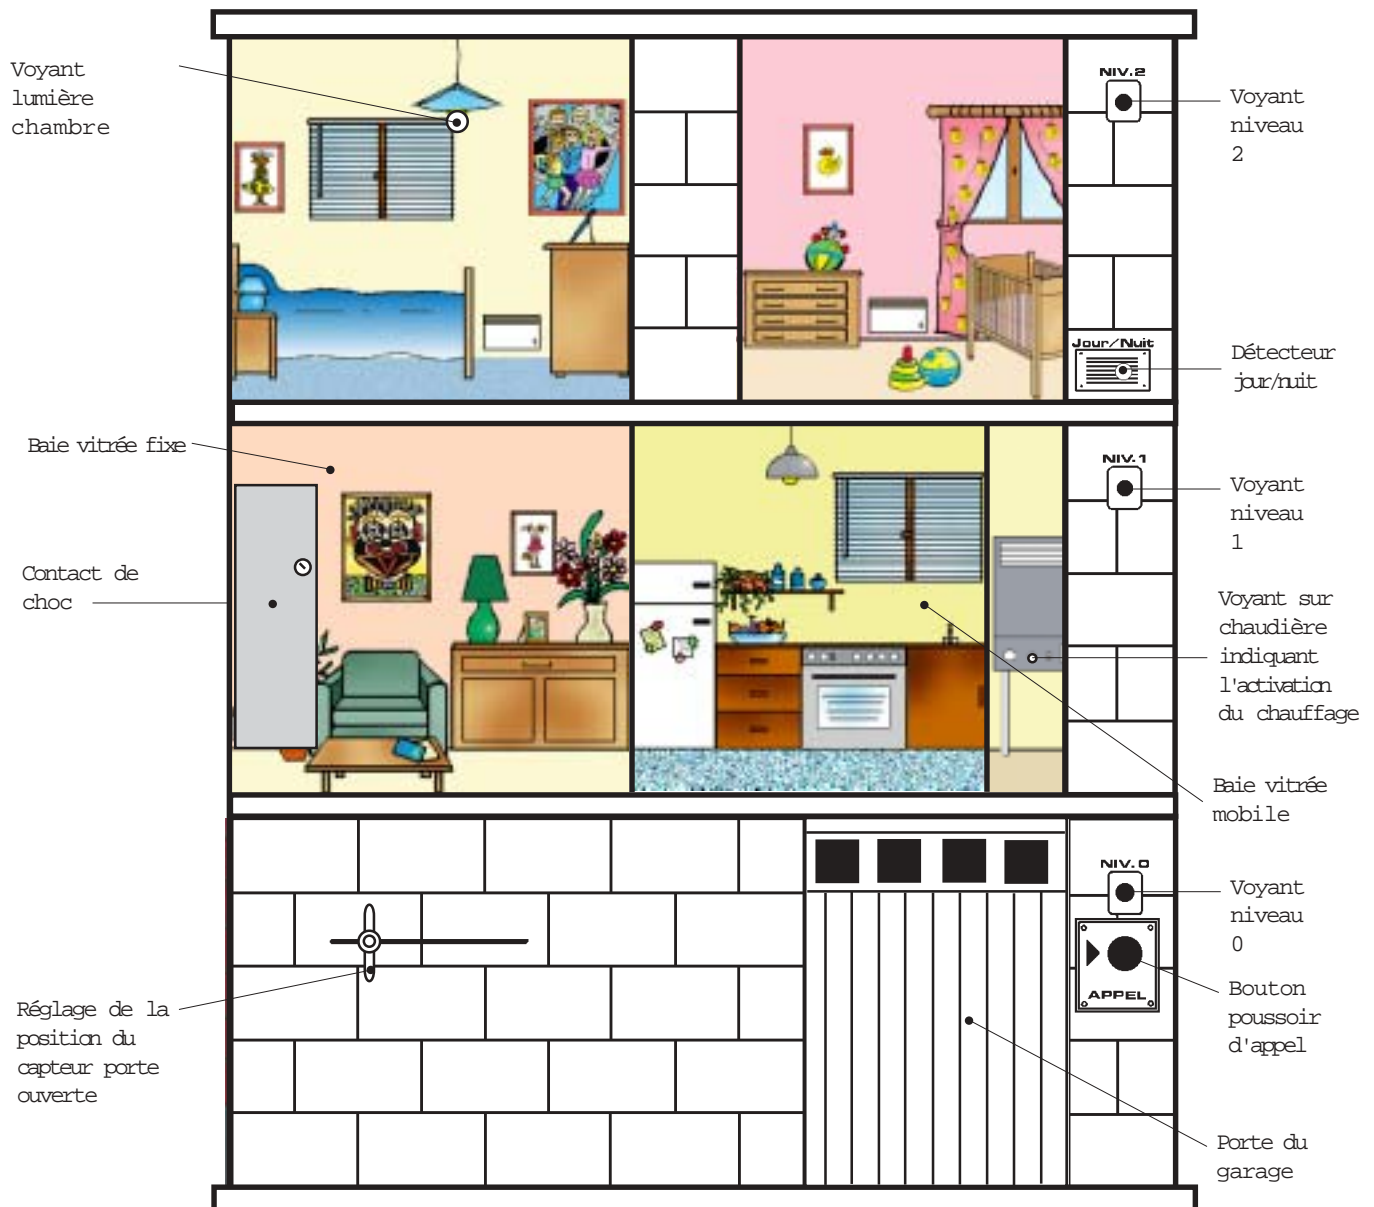 Voyant
lumière
chambre
NIV.2
Voyant
niveau
2
Jour/Nuit
Détecteur
jour/nuit
Baie vitrée fixe
NIV.1
Voyant
niveau
1
Contact de
choc
Voyant sur
chaudière
indiquant
l'activation
du chauffage
Baie vitrée
mobile
NIV.0
Voyant
niveau
0
APPEL
Bouton
poussoir
d'appel
Réglage de la
position du
capteur porte
ouverte
Porte du
garage